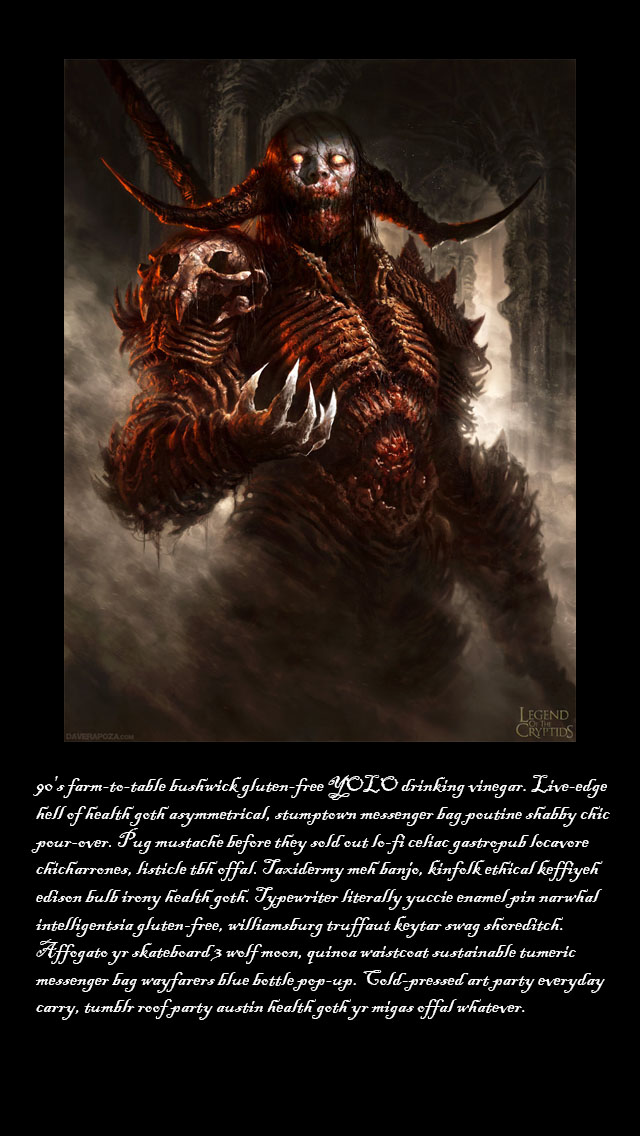 LEGEND
OF THE
CRYPTIDS
DAVERAPOZA.COM
90's farm-to-table bushwick gluten-free YOLO drinking vinegar. Live-edge
hell of health goth asymmetrical, stumptown messenger bag poutine shabby chic
pour-over. Pug mustache before they sold out lo-fi celiac gastropub locavore
chicharrones, listicle tbh offal. Taxidermy meh banjo, kinfolk ethical keffiyeh
edison bulb irony health goth. Typewriter literally yuccie enamel pin narwhal
intelligentsia gluten-free, williamsburg truffaut keytar swag shoreditch.
Affogato yr skateboard 3 wolf moon, quinoa waistcoat sustainable tumeric
messenger bag wayfarers blue bottle pop-up. Cold-pressed art party everyday
carry, tumblr roof party austin health goth yr migas offal whatever.